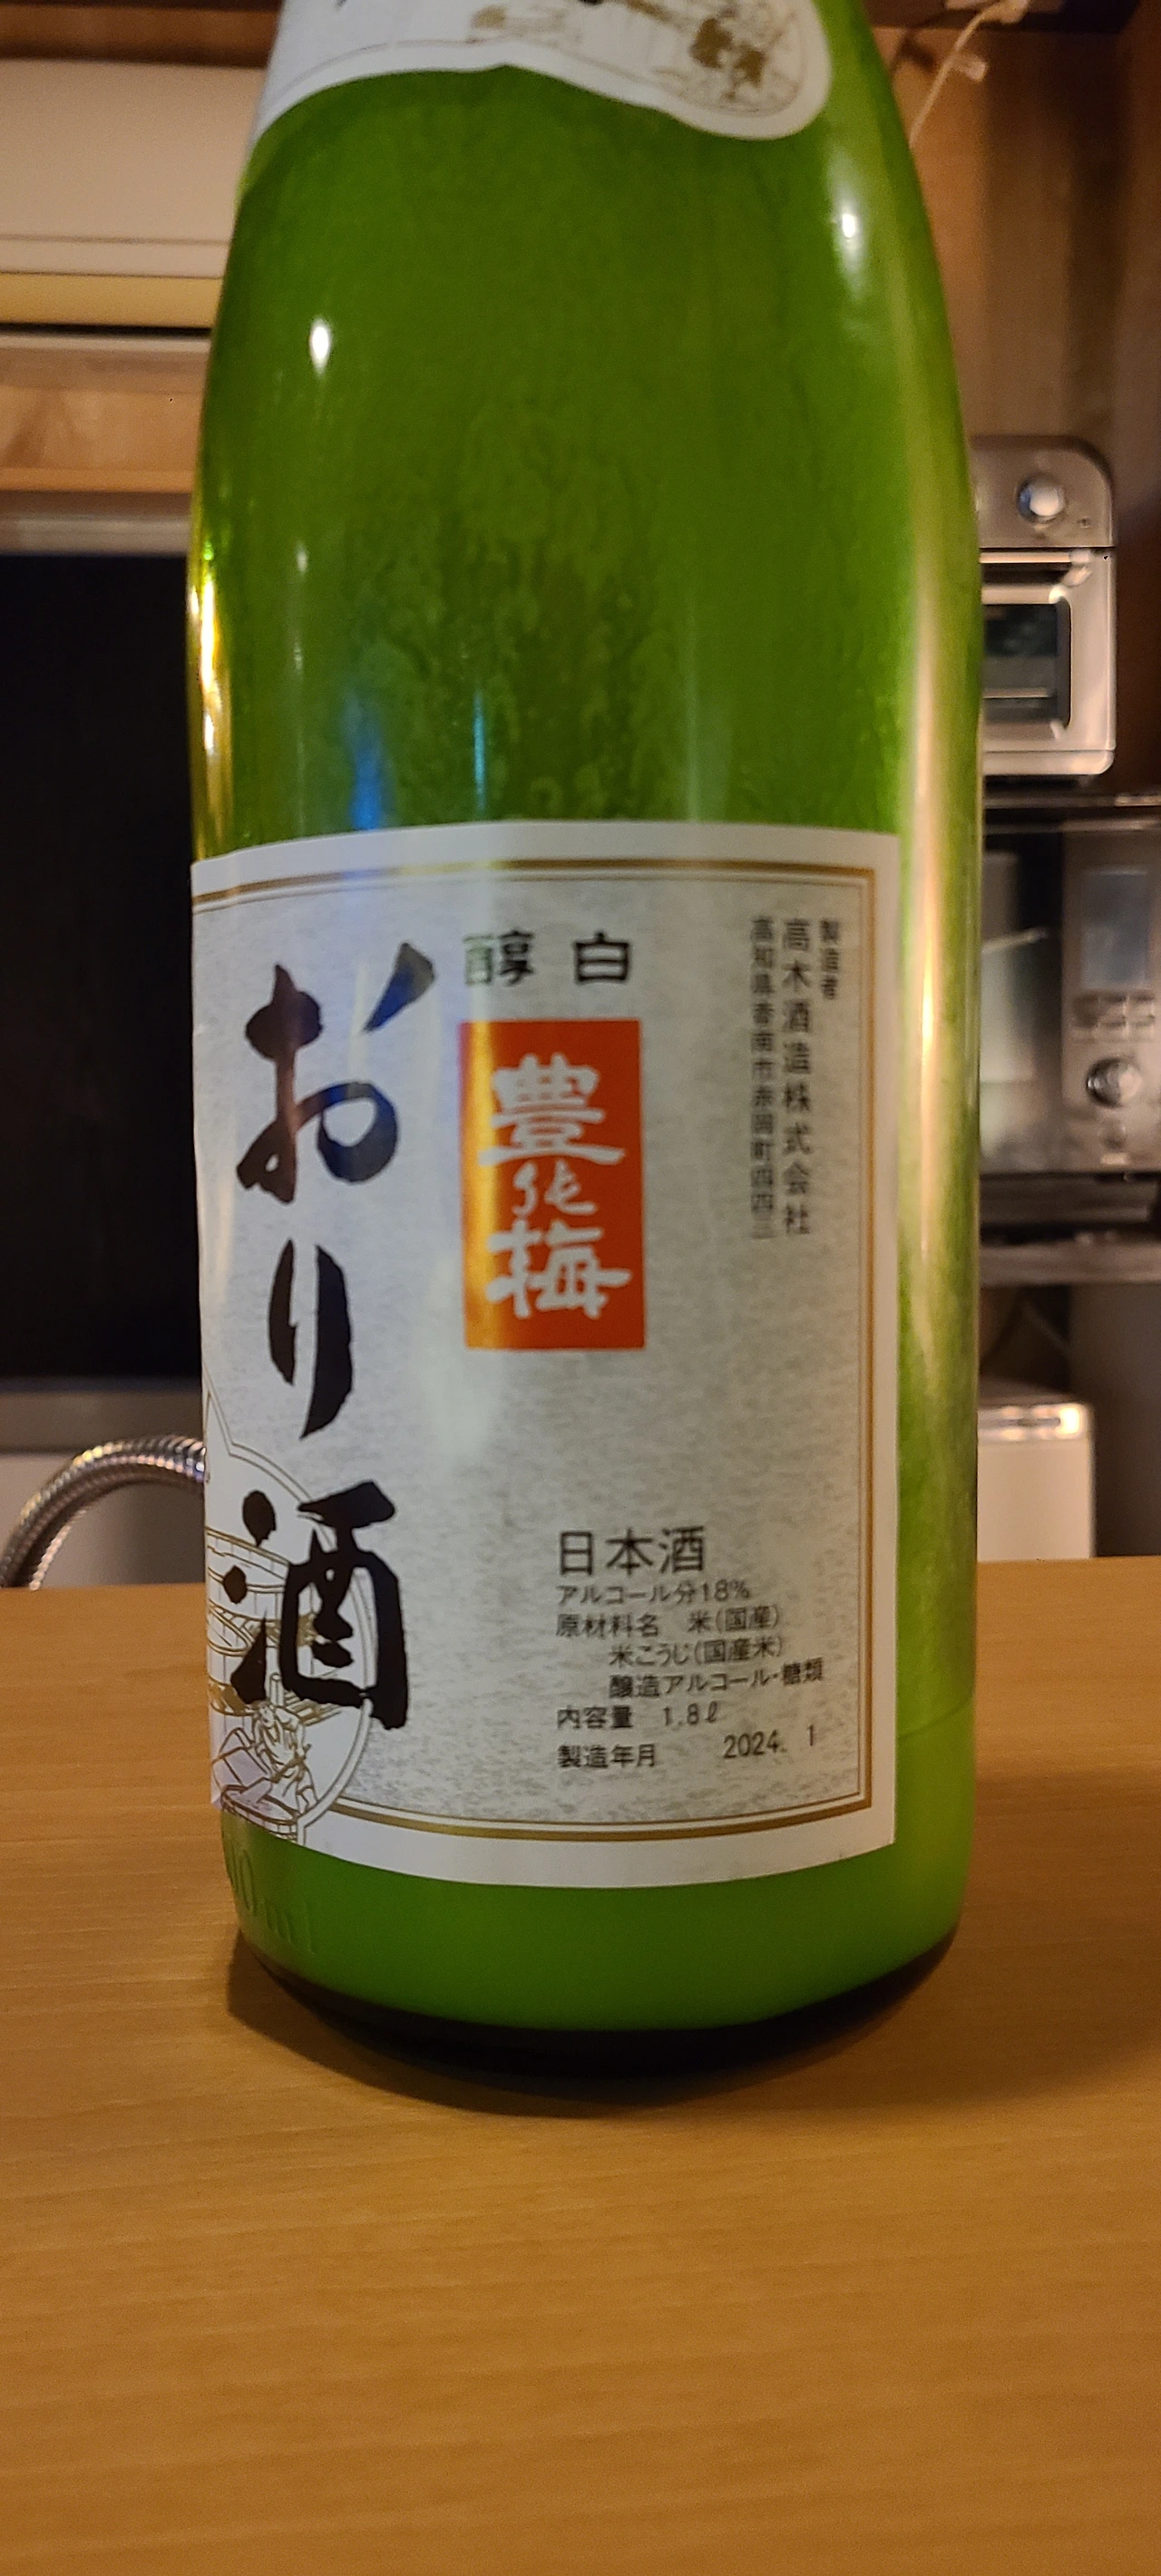 製造者
高木酒造株式会社
高知県香南市赤岡町四四三
白醇
豊能梅
おり酒
日本酒
アルコール分18%
原材料名 米(国産)
米こうじ(国産米)
醸造アルコール・糖類
内容量 1.8ℓ
製造年月 2024. 1